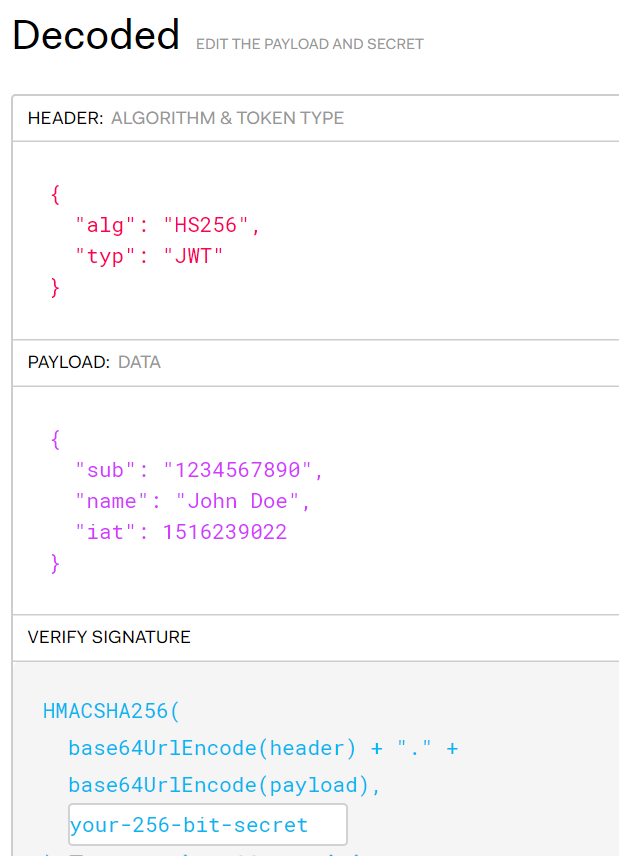 Decoded EDIT THE PAYLOAD AND SECRET
HEADER: ALGORITHM & TOKEN TYPE
{
"alg": "HS256",
"typ": "JWT"
}
PAYLOAD: DATA
{
"sub": "1234567890",
"name": "John Doe",
"iat": 1516239022
}
VERIFY SIGNATURE
HMACSHA256(
base64UrlEncode(header) + "." +
base64UrlEncode(payload),
your-256-bit-secret